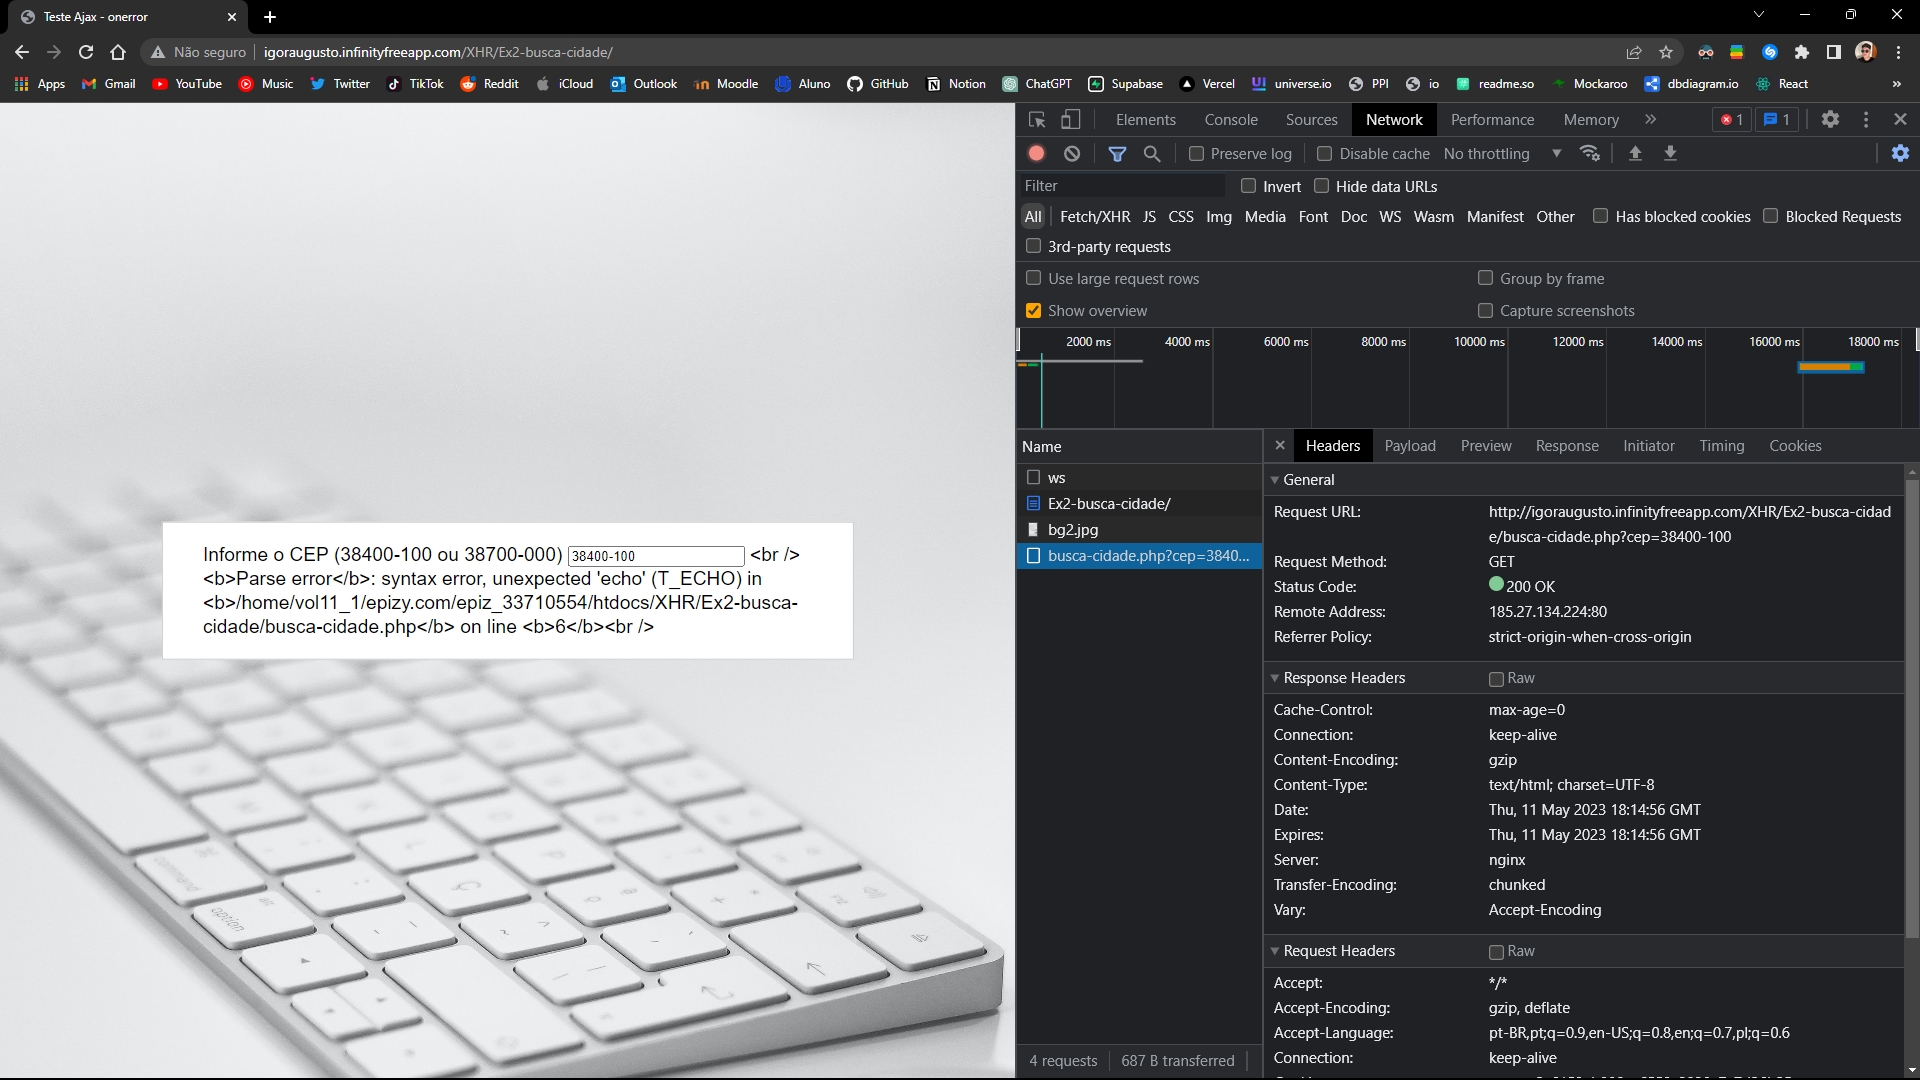 Teste Ajax - onerror
Não seguro igoraugusto.infinityfreeapp.com/XHR/Ex2-busca-cidade/
Apps Gmail YouTube Music Twitter TikTok Reddit iCloud Outlook Moodle Aluno GitHub Notion ChatGPT Supabase Vercel universe.io PPI io readme.so Mockaroo dbdiagram.io React »
Elements Console Sources Network Performance Memory » 1 1
Preserve log Disable cache No throttling
Filter Invert Hide data URLs
All Fetch/XHR JS CSS Img Media Font Doc WS Wasm Manifest Other Has blocked cookies Blocked Requests
3rd-party requests
Use large request rows Group by frame
Show overview Capture screenshots
2000 ms 4000 ms 6000 ms 8000 ms 10000 ms 12000 ms 14000 ms 16000 ms 18000 ms
Name
ws
Ex2-busca-cidade/
bg2.jpg
busca-cidade.php?cep=3840...
4 requests 687 B transferred
Headers Payload Preview Response Initiator Timing Cookies
General
Request URL: http://igoraugusto.infinityfreeapp.com/XHR/Ex2-busca-cidad
e/busca-cidade.php?cep=38400-100
Request Method: GET
Status Code: 200 OK
Remote Address: 185.27.134.224:80
Referrer Policy: strict-origin-when-cross-origin
Response Headers Raw
Cache-Control: max-age=0
Connection: keep-alive
Content-Encoding: gzip
Content-Type: text/html; charset=UTF-8
Date: Thu, 11 May 2023 18:14:56 GMT
Expires: Thu, 11 May 2023 18:14:56 GMT
Server: nginx
Transfer-Encoding: chunked
Vary: Accept-Encoding
Request Headers Raw
Accept: */*
Accept-Encoding: gzip, deflate
Accept-Language: pt-BR,pt;q=0.9,en-US;q=0.8,en;q=0.7,pl;q=0.6
Connection: keep-alive
Informe o CEP (38400-100 ou 38700-000) 38400-100 <br />
<b>Parse error</b>: syntax error, unexpected 'echo' (T_ECHO) in
<b>/home/vol11_1/epizy.com/epiz_33710554/htdocs/XHR/Ex2-busca-
cidade/busca-cidade.php</b> on line <b>6</b><br />
command
alt
option